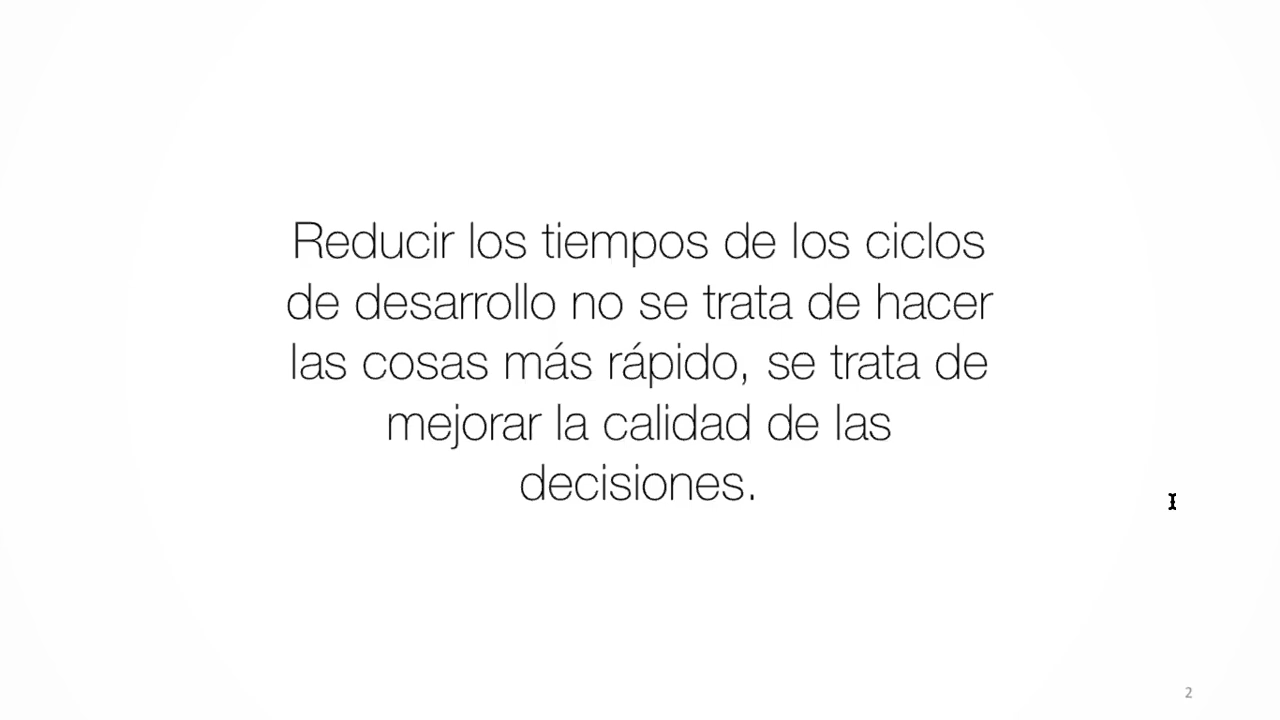 Reducir los tiempos de los ciclos
de desarrollo no se trata de hacer
las cosas más rápido, se trata de
mejorar la calidad de las
decisiones.
2